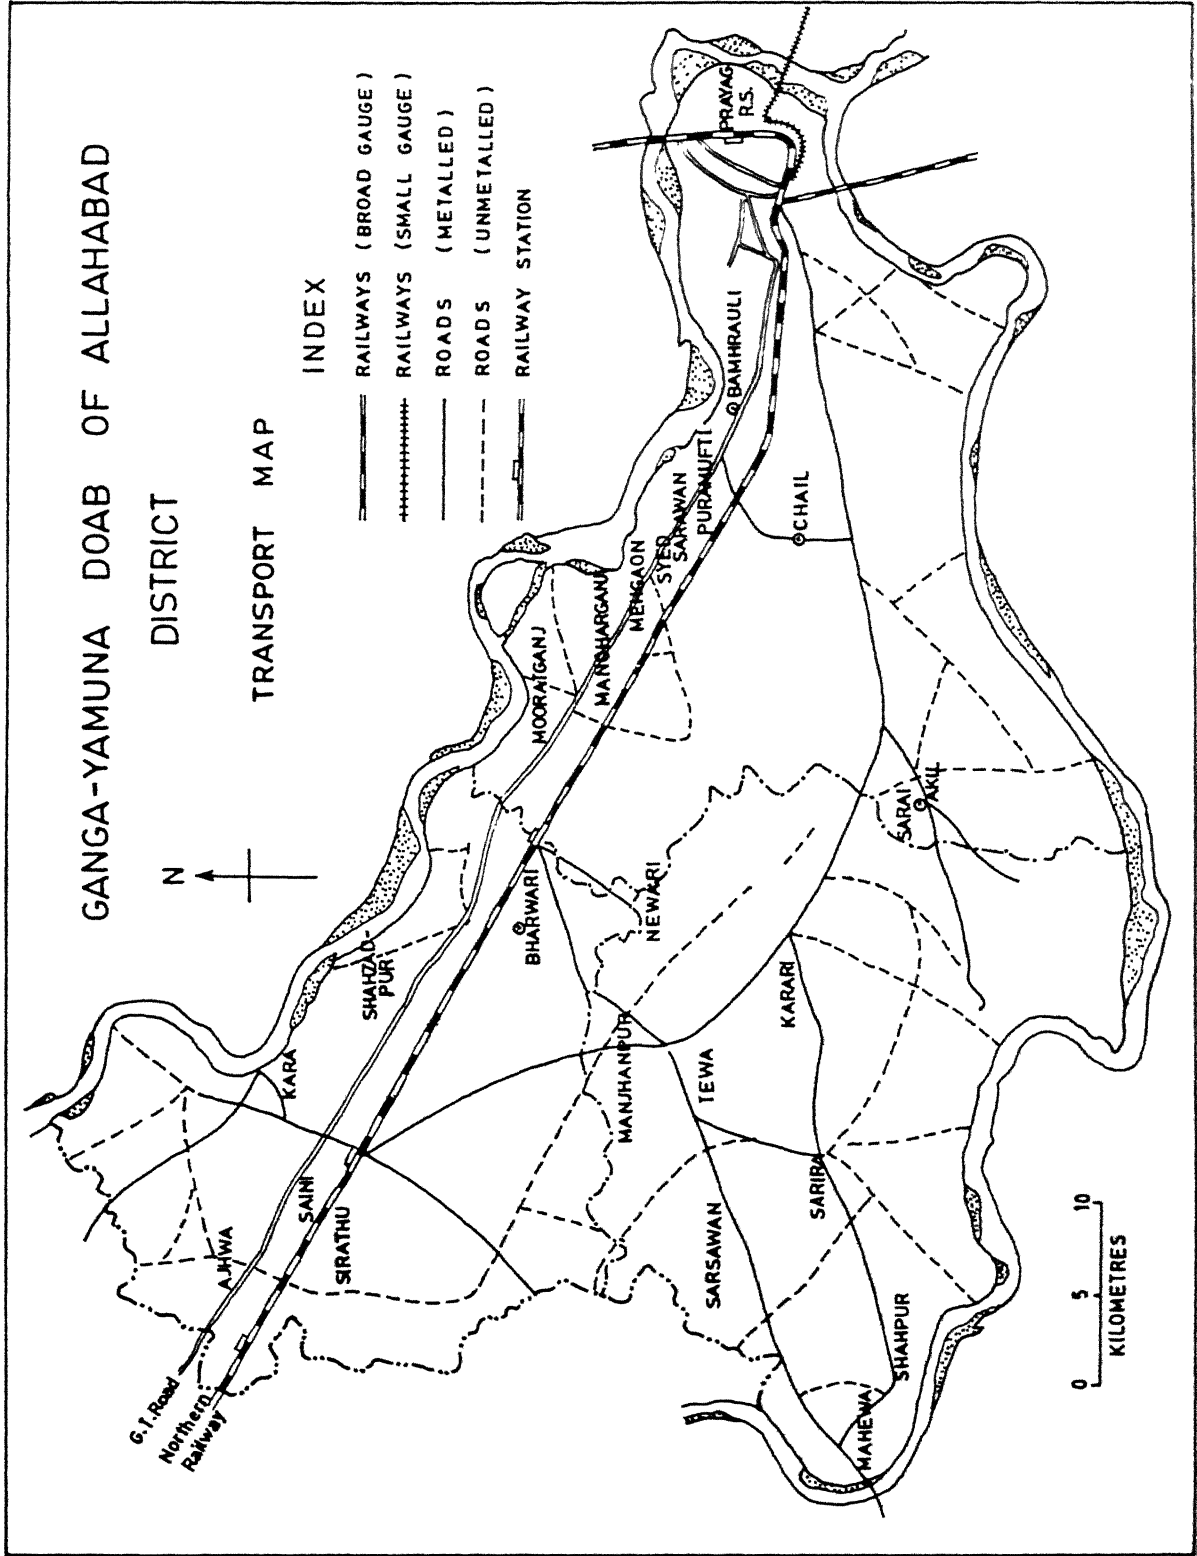 GANGA-YAMUNA DOAB OF ALLAHABAD
DISTRICT
TRANSPORT MAP
N
INDEX
RAILWAYS (BROAD GAUGE)
RAILWAYS (SMALL GAUGE)
ROADS (METALLED)
ROADS (UNMETALLED)
RAILWAY STATION
G.T.Road
Northern
Railway
AJHWA
SAINI
SIRATHU
KARA
SHAHZAD-
PUR
BHARWARI
NEWARI
MOORATGANJ
MANOHARGANJ
MENGAON
SYED
SARAWAN
PURAMUFTI
BAMHRAULI
PRAYAG
R.S.
CHAIL
SARAI
AKIL
MANJHANPUR
TEWA
KARARI
SARSAWAN
SARIRA
SHAHPUR
MAHEWA
0 5 10
KILOMETRES